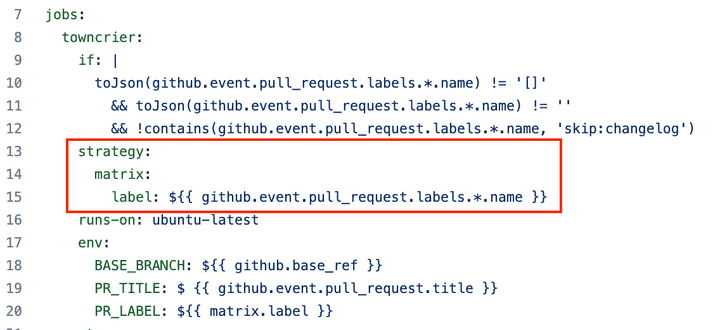 7 jobs:
8 towncrier:
9 if: |
10 toJson(github.event.pull_request.labels.*.name) != '[]'
11 && toJson(github.event.pull_request.labels.*.name) != ''
12 && !contains(github.event.pull_request.labels.*.name, 'skip:changelog')
13 strategy:
14 matrix:
15 label: ${{ github.event.pull_request.labels.*.name }}
16 runs-on: ubuntu-latest
17 env:
18 BASE_BRANCH: ${{ github.base_ref }}
19 PR_TITLE: $ {{ github.event.pull_request.title }}
20 PR_LABEL: ${{ matrix.label }}